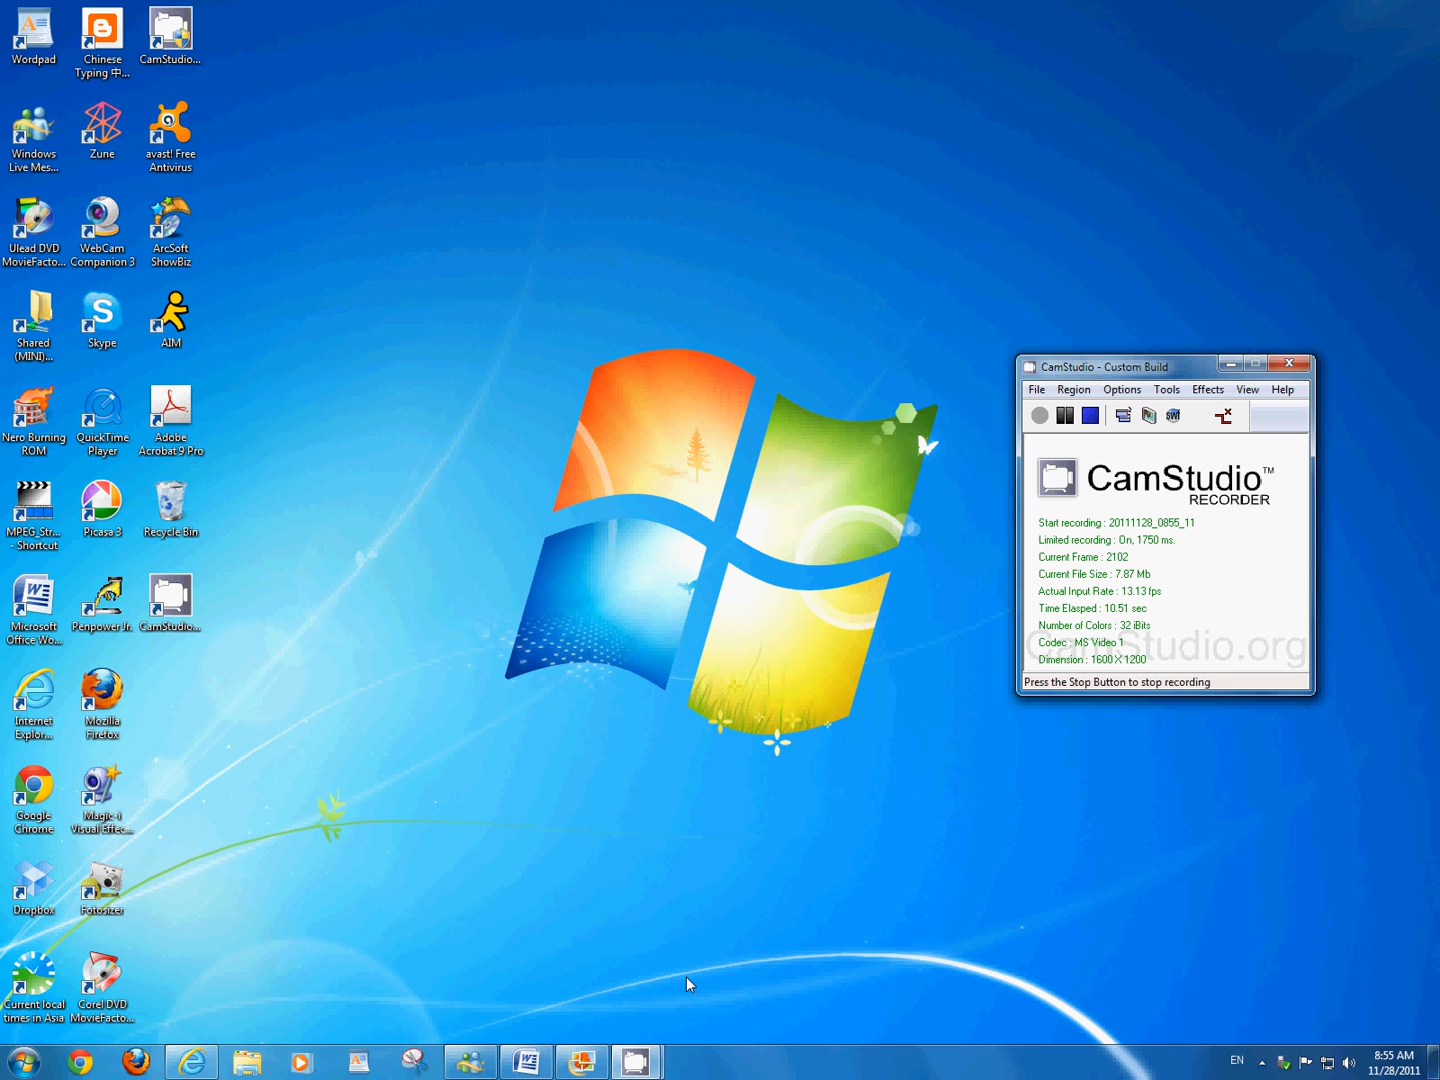 Wordpad
Chinese
Typing 中...
CamStudio...
Windows
Live Mes...
Zune
avast! Free
Antivirus
Ulead DVD
MovieFacto...
WebCam
Companion 3
ArcSoft
ShowBiz
Shared
(MINI)...
Skype
AIM
Nero Burning
ROM
QuickTime
Player
Adobe
Acrobat 9 Pro
MPEG_Str...
- Shortcut
Picasa 3
Recycle Bin
Microsoft
Office Wo...
Penpower Jr.
CamStudio...
Internet
Explor...
Mozilla
Firefox
Google
Chrome
Magic-i
Visual Effec...
Dropbox
Fotosizer
Current local
times in Asia
Corel DVD
MovieFacto...
CamStudio - Custom Build
File Region Options Tools Effects View Help
SWF
CamStudio™
RECORDER
Start recording : 20111128_0855_11
Limited recording : On, 1750 ms.
Current Frame : 2102
Current File Size : 7.87 Mb
Actual Input Rate : 13.13 fps
Time Elasped : 10.51 sec
Number of Colors : 32 iBits
Codec : MS Video 1
CamStudio.org
Dimension : 1600 X 1200
Press the Stop Button to stop recording
EN
8:55 AM
11/28/2011